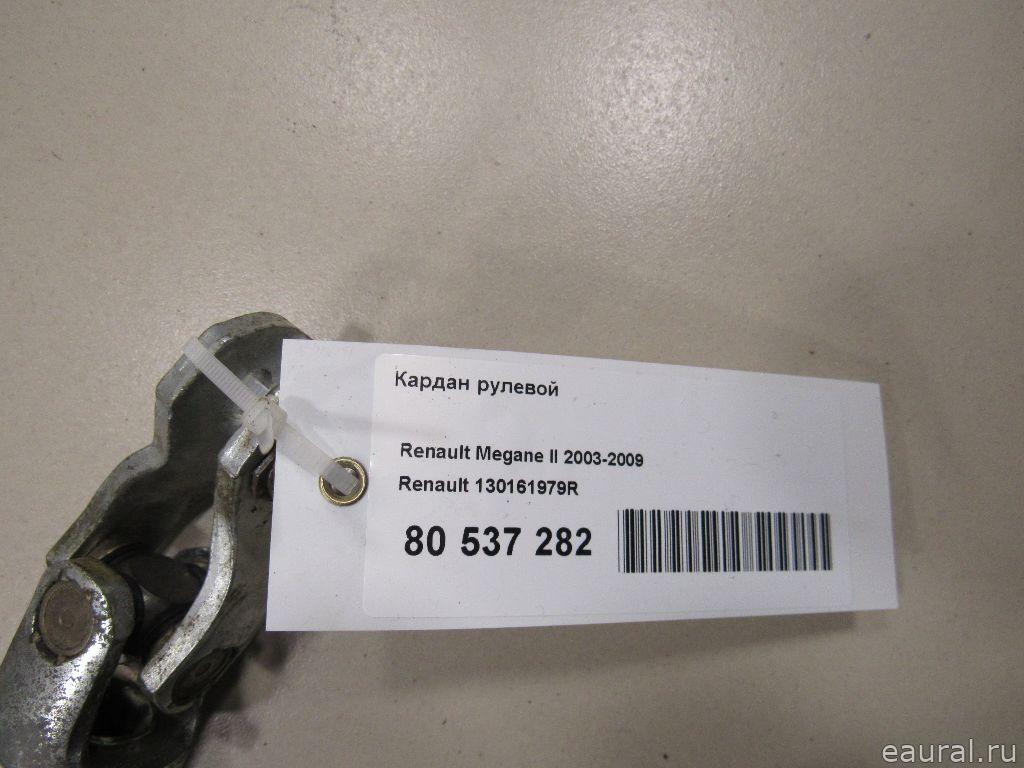 Кардан рулевой
Renault Megane II 2003-2009
Renault 130161979R
80 537 282
eaural.ru